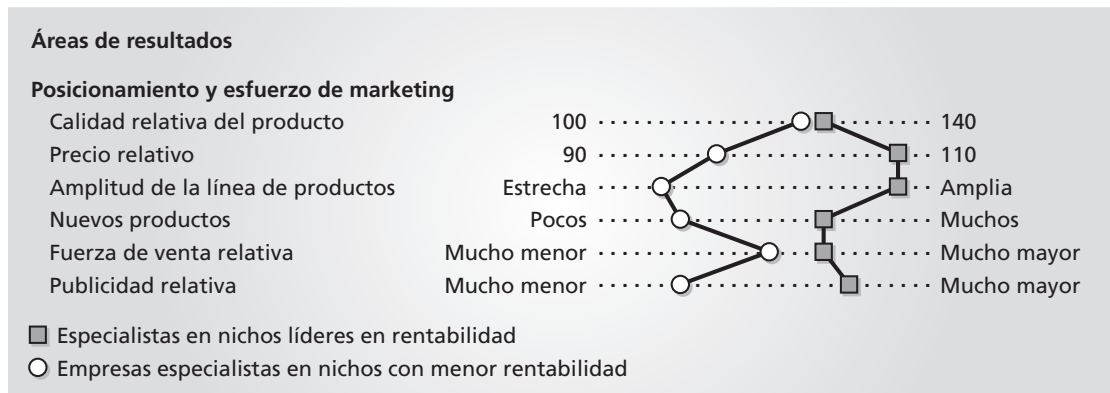 Áreas de resultados
Posicionamiento y esfuerzo de marketing
Calidad relativa del producto 100 140
Precio relativo 90 110
Amplitud de la línea de productos Estrecha Amplia
Nuevos productos Pocos Muchos
Fuerza de venta relativa Mucho menor Mucho mayor
Publicidad relativa Mucho menor Mucho mayor
Especialistas en nichos líderes en rentabilidad
Empresas especialistas en nichos con menor rentabilidad